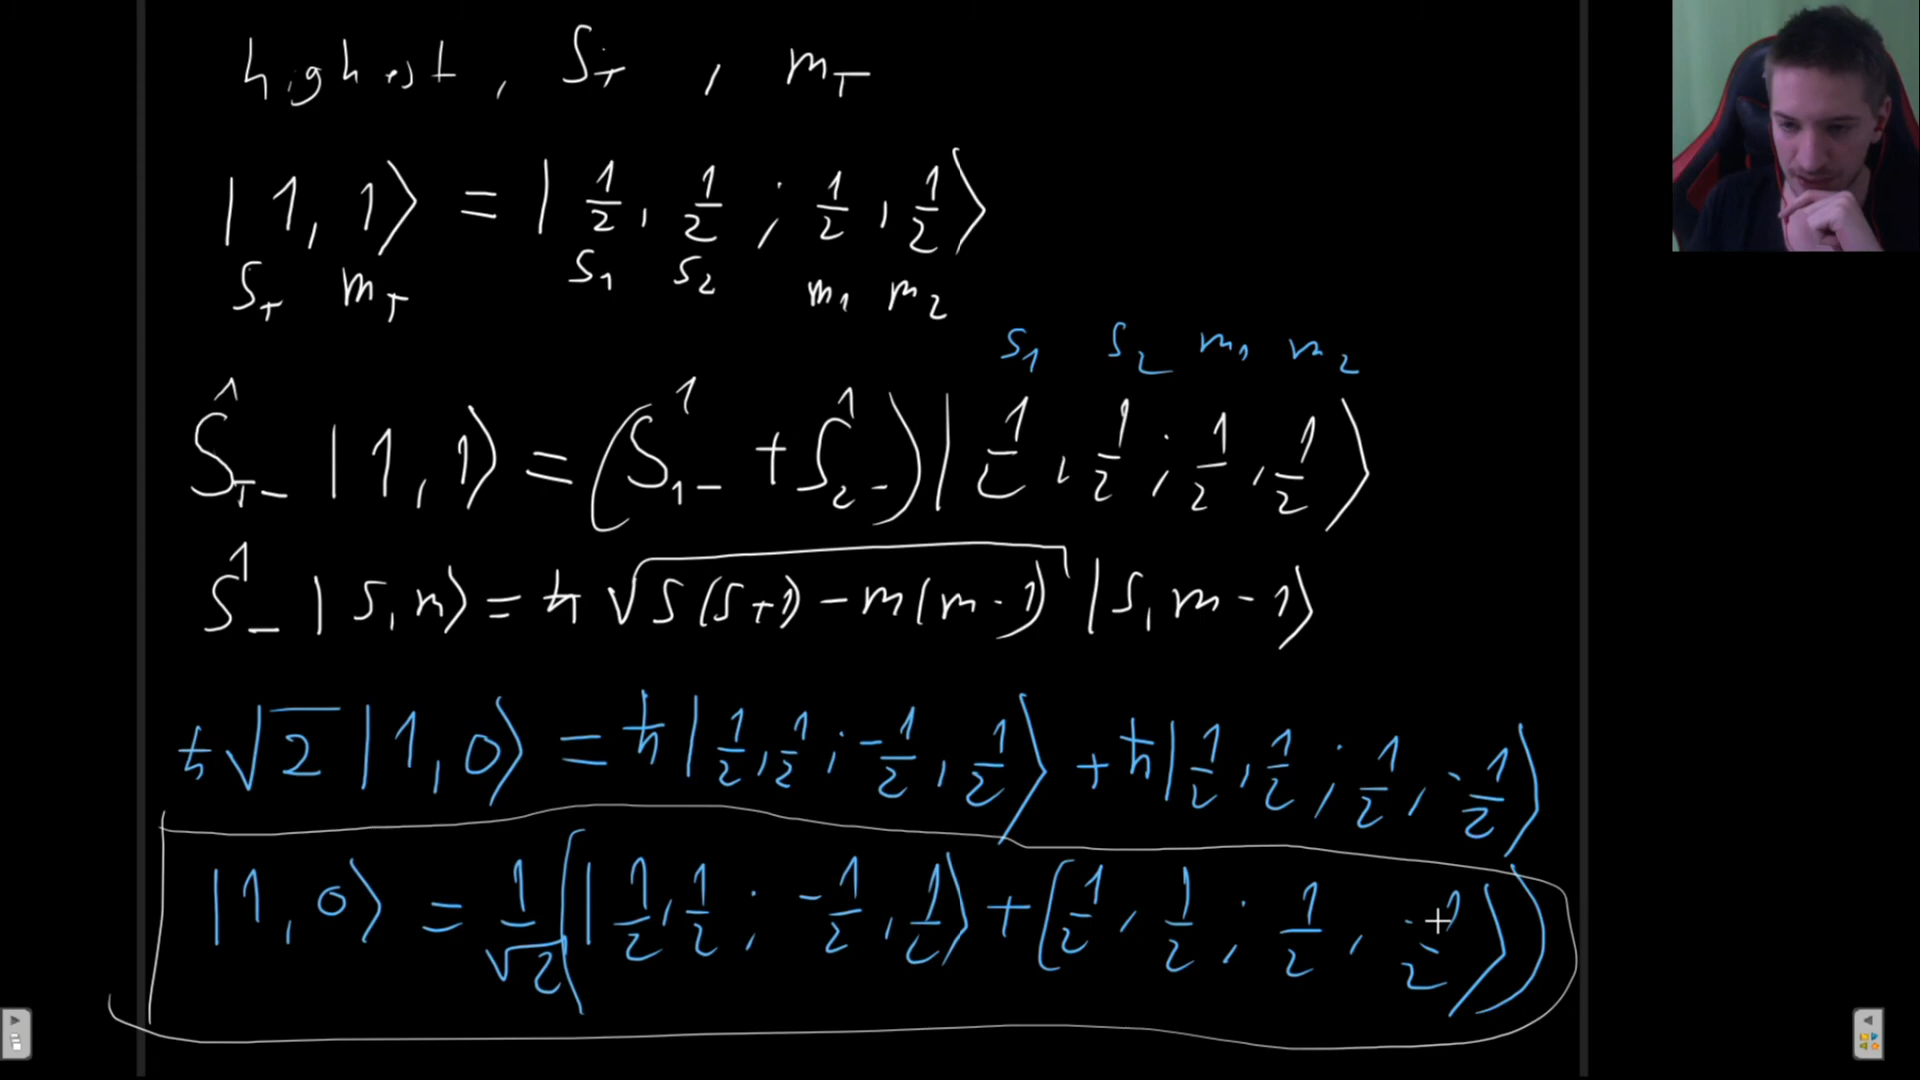 highest, S_T, m_T
|1, 1⟩ = |1/2, 1/2; 1/2, 1/2⟩
S_T m_T S_1 S_2 m_1 m_2
S_1 S_2 m_1 m_2
Ŝ_T- |1, 1⟩ = (Ŝ_1- + Ŝ_2-)|1/2, 1/2; 1/2, 1/2⟩
Ŝ_- |S, m⟩ = ħ √(S(S+1) - m(m-1)) |S, m-1⟩
ħ√2 |1, 0⟩ = ħ|1/2, 1/2; -1/2, 1/2⟩ + ħ|1/2, 1/2; 1/2, -1/2⟩
|1, 0⟩ = 1/√2 (|1/2, 1/2; -1/2, 1/2⟩ + |1/2, 1/2; 1/2, -1/2⟩)